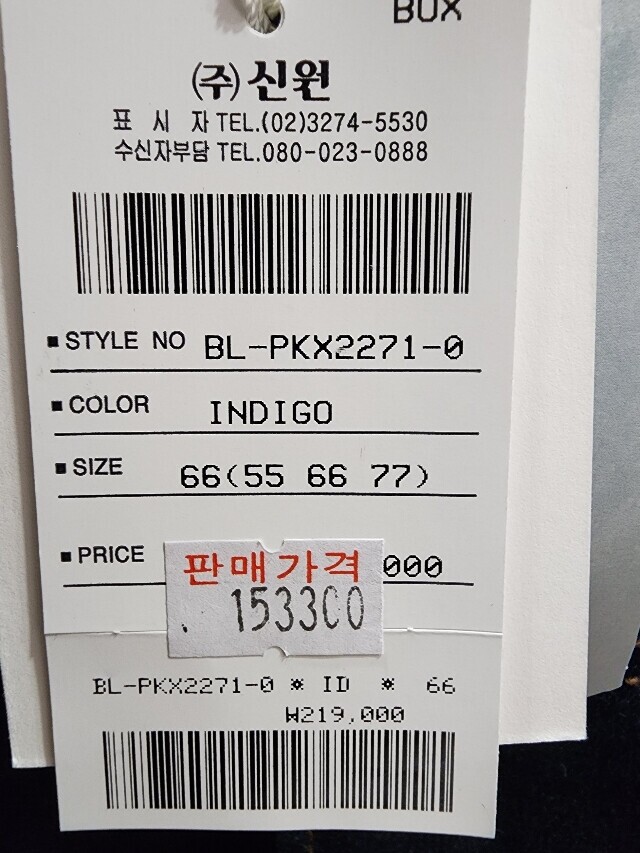 BOX
㈜신원
표 시 자 TEL.(02)3274-5530
수신자부담 TEL.080-023-0888
▪STYLE NO BL-PKX2271-0
▪COLOR INDIGO
▪SIZE 66(55 66 77)
▪PRICE 000
판매가격
153300
BL-PKX2271-0 * ID * 66
₩219,000